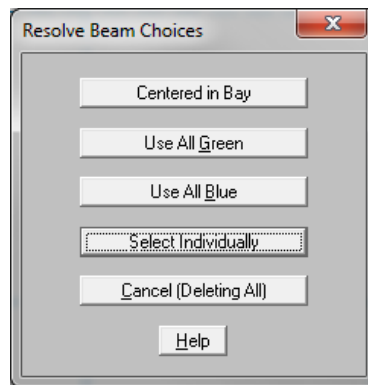 Resolve Beam Choices
Centered in Bay
Use All Green
Use All Blue
Select Individually
Cancel (Deleting All)
Help